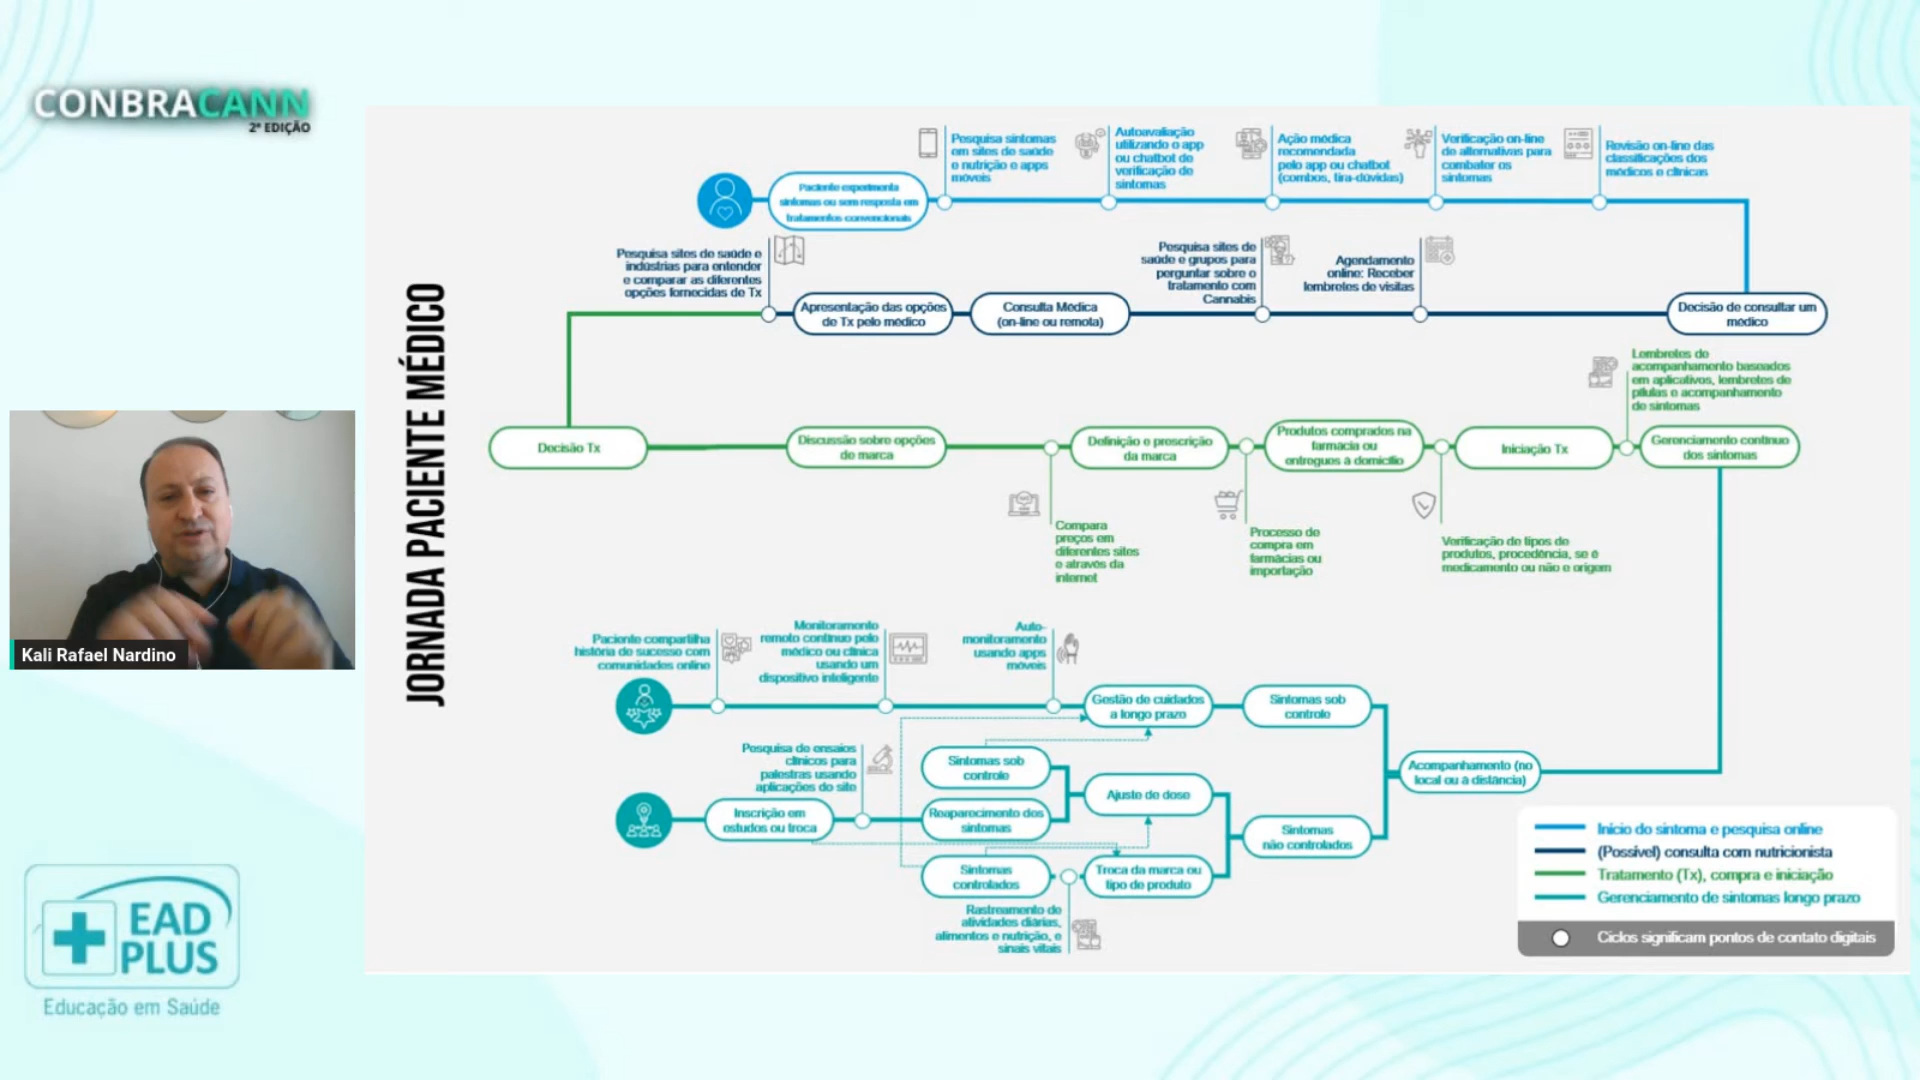 CONBRACANN
2ª EDIÇÃO
Kali Rafael Nardino
EAD
PLUS
Educação em Saúde
JORNADA PACIENTE MÉDICO
Paciente experimenta
sintomas ou sem resposta em
tratamentos convencionais
Pesquisa sintomas
em sites de saúde
e nutrição e apps
móveis
Autoavaliação
utilizando o app
ou chatbot de
verificação de
sintomas
Ação médica
recomendada
pelo app ou chatbot
(combos, tira-dúvidas)
Verificação on-line
de alternativas para
combater os
sintomas
Revisão on-line das
classificações dos
médicos e clínicas
Pesquisa sites de saúde e
indústrias para entender
e comparar as diferentes
opções fornecidas de Tx
Apresentação das opções
de Tx pelo médico
Consulta Médica
(on-line ou remota)
Pesquisa sites de
saúde e grupos para
perguntar sobre o
tratamento com
Cannabis
Agendamento
online: Receber
lembretes de visitas
Decisão de consultar um
médico
Decisão Tx
Discussão sobre opções
de marca
Compara
preços em
diferentes sites
e através da
internet
Definição e prescrição
da marca
Processo de
compra em
farmácias ou
importação
Produtos comprados na
farmácia ou
entregues à domicílio
Verificação de tipos de
produtos, procedência, se é
medicamento ou não e origem
Iniciação Tx
Lembretes de
acompanhamento baseados
em aplicativos, lembretes de
pílulas e acompanhamento
de sintomas
Gerenciamento contínuo
dos sintomas
Paciente compartilha
história de sucesso com
comunidades online
Monitoramento
remoto contínuo pelo
médico ou clínica
usando um
dispositivo inteligente
Auto-
monitoramento
usando apps
móveis
Gestão de cuidados
a longo prazo
Sintomas sob
controle
Pesquisa de ensaios
clínicos para
palestras usando
aplicações do site
Inscrição em
estudos ou troca
Sintomas sob
controle
Reaparecimento dos
sintomas
Sintomas
controlados
Ajuste de dose
Troca da marca ou
tipo de produto
Sintomas
não controlados
Acompanhamento (no
local ou à distância)
Rastreamento de
atividades diárias,
alimentos e nutrição, e
sinais vitais
Início do sintoma e pesquisa online
(Possível) consulta com nutricionista
Tratamento (Tx), compra e iniciação
Gerenciamento de sintomas longo prazo
Ciclos significam pontos de contato digitais